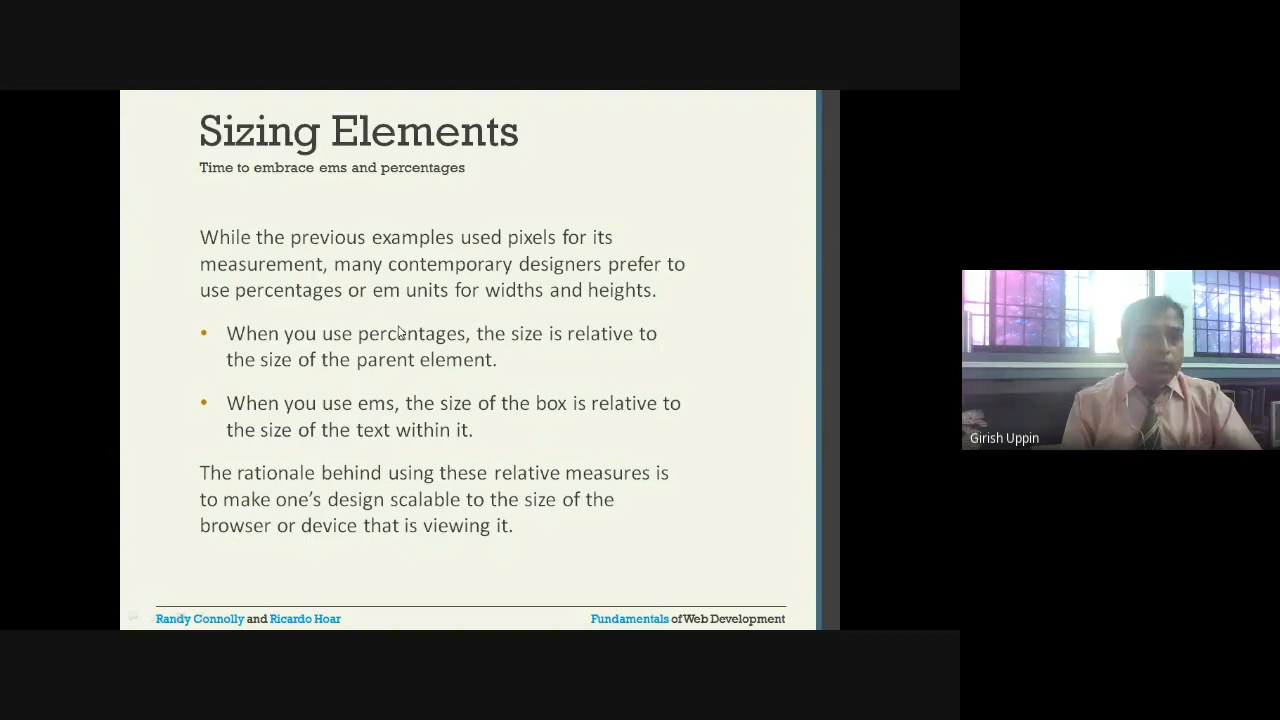 Sizing Elements
Time to embrace ems and percentages
While the previous examples used pixels for its
measurement, many contemporary designers prefer to
use percentages or em units for widths and heights.
• When you use percentages, the size is relative to
the size of the parent element.
• When you use ems, the size of the box is relative to
the size of the text within it.
The rationale behind using these relative measures is
to make one’s design scalable to the size of the
browser or device that is viewing it.
Randy Connolly and Ricardo Hoar
Fundamentals of Web Development
Girish Uppin